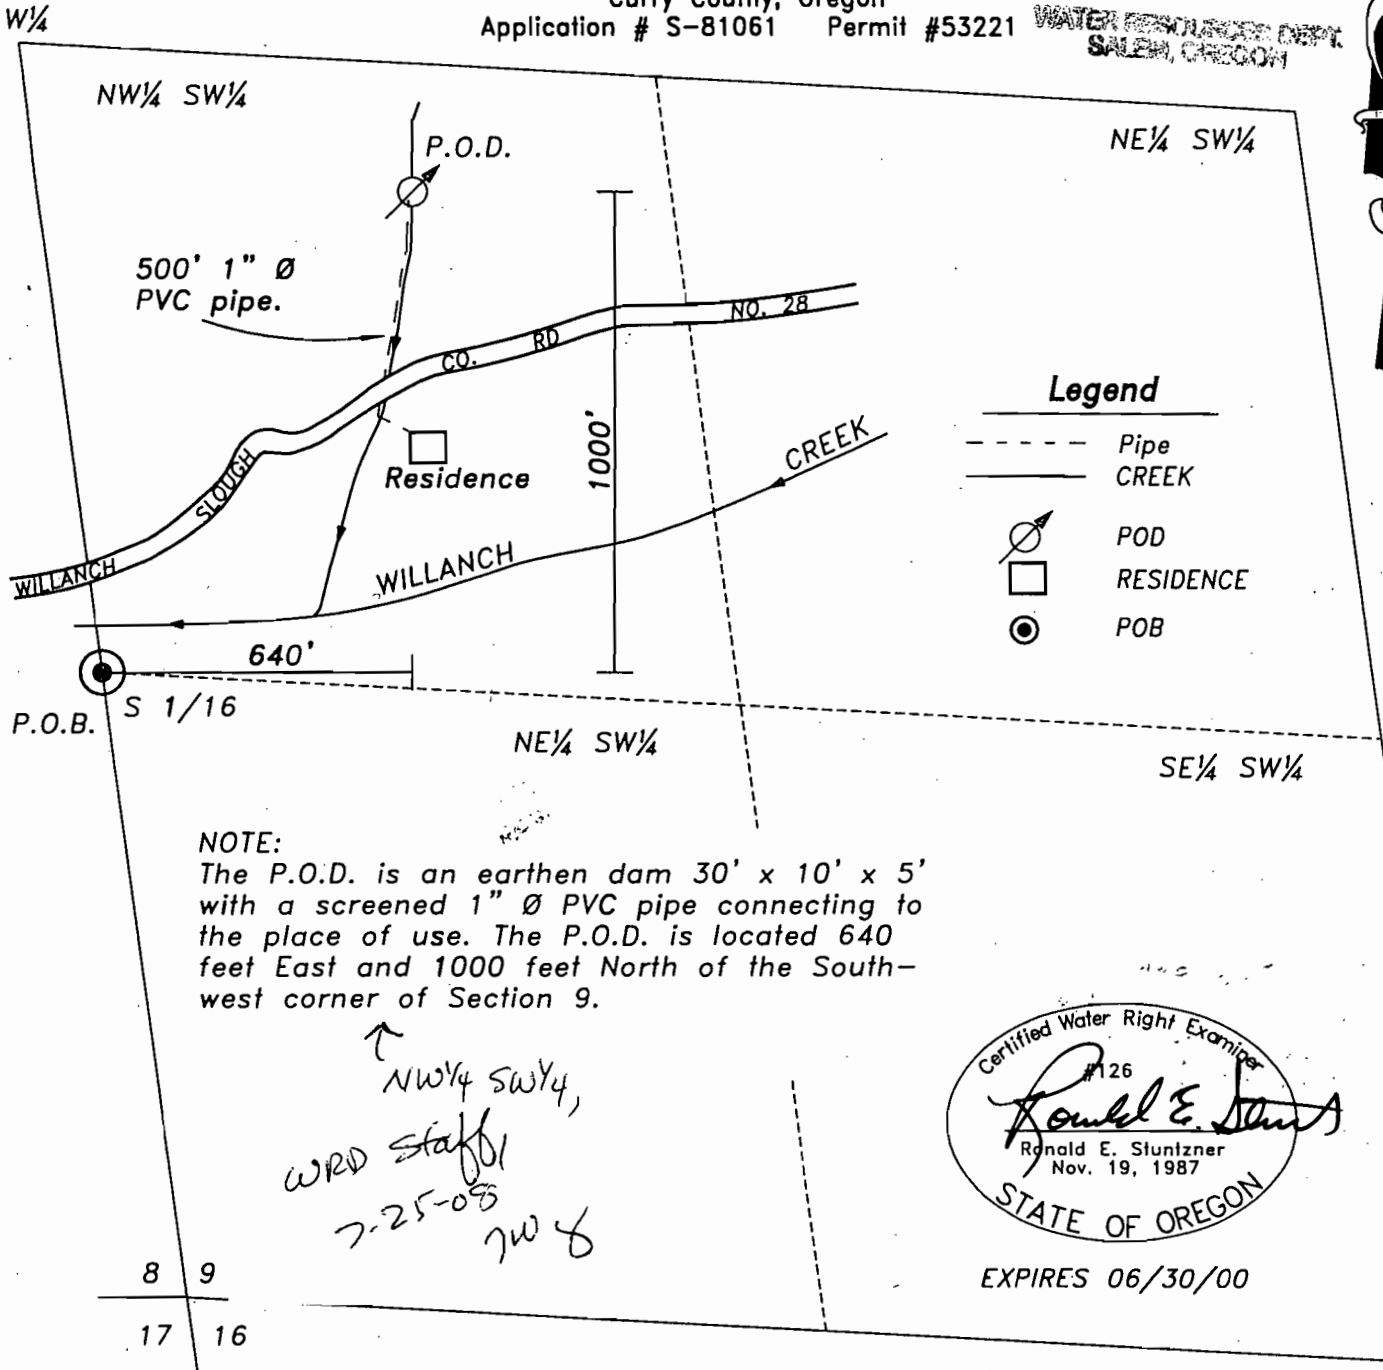 Curry County, Oregon
W¼
Application # S-81061 Permit #53221
WATER RESOURCES DEPT.
SALEM, OREGON
NW¼ SW¼
NE¼ SW¼
P.O.D.
500' 1" Ø
PVC pipe.
NO. 28
RD
CO.
SLOUGH
WILLANCH
1000'
Residence
CREEK
WILLANCH
Legend
Pipe
CREEK
POD
RESIDENCE
POB
640'
S 1/16
P.O.B.
NE¼ SW¼
SE¼ SW¼
NOTE:
The P.O.D. is an earthen dam 30' x 10' x 5'
with a screened 1" Ø PVC pipe connecting to
the place of use. The P.O.D. is located 640
feet East and 1000 feet North of the South-
west corner of Section 9.
NW¼ SW¼,
WRD Staff,
7-25-08
Certified Water Right Examiner
#126
Ronald E. Stuntzner
Nov. 19, 1987
STATE OF OREGON
EXPIRES 06/30/00
8 9
17 16